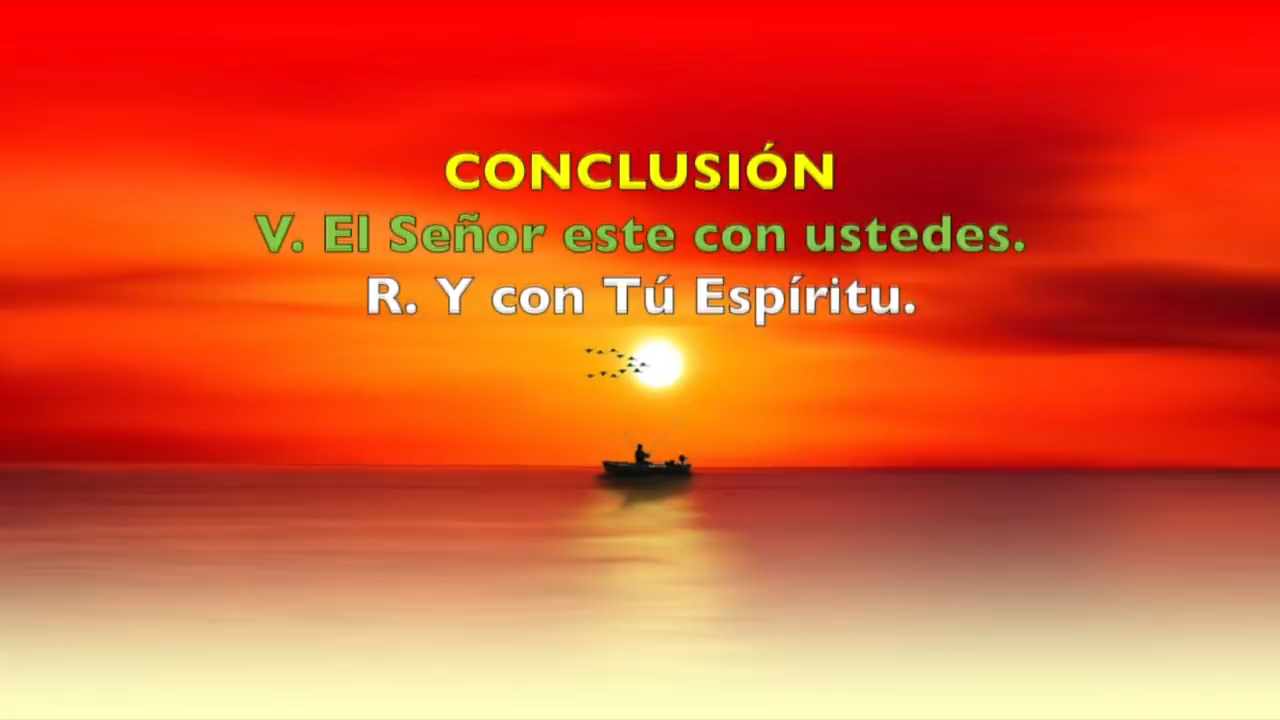 CONCLUSIÓN
V. El Señor este con ustedes.
R. Y con Tú Espíritu.